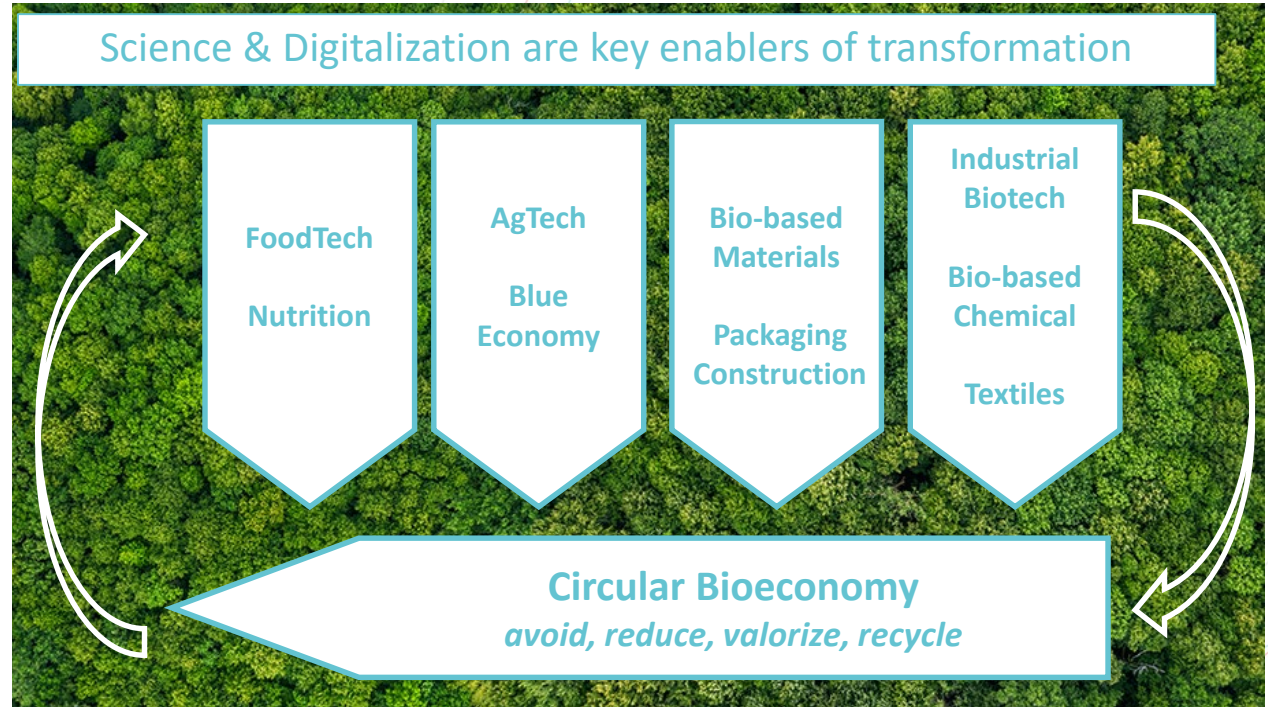 Science & Digitalization are key enablers of transformation
FoodTech
Nutrition
AgTech
Blue
Economy
Bio-based
Materials
Packaging
Construction
Industrial
Biotech
Bio-based
Chemical
Textiles
Circular Bioeconomy
avoid, reduce, valorize, recycle